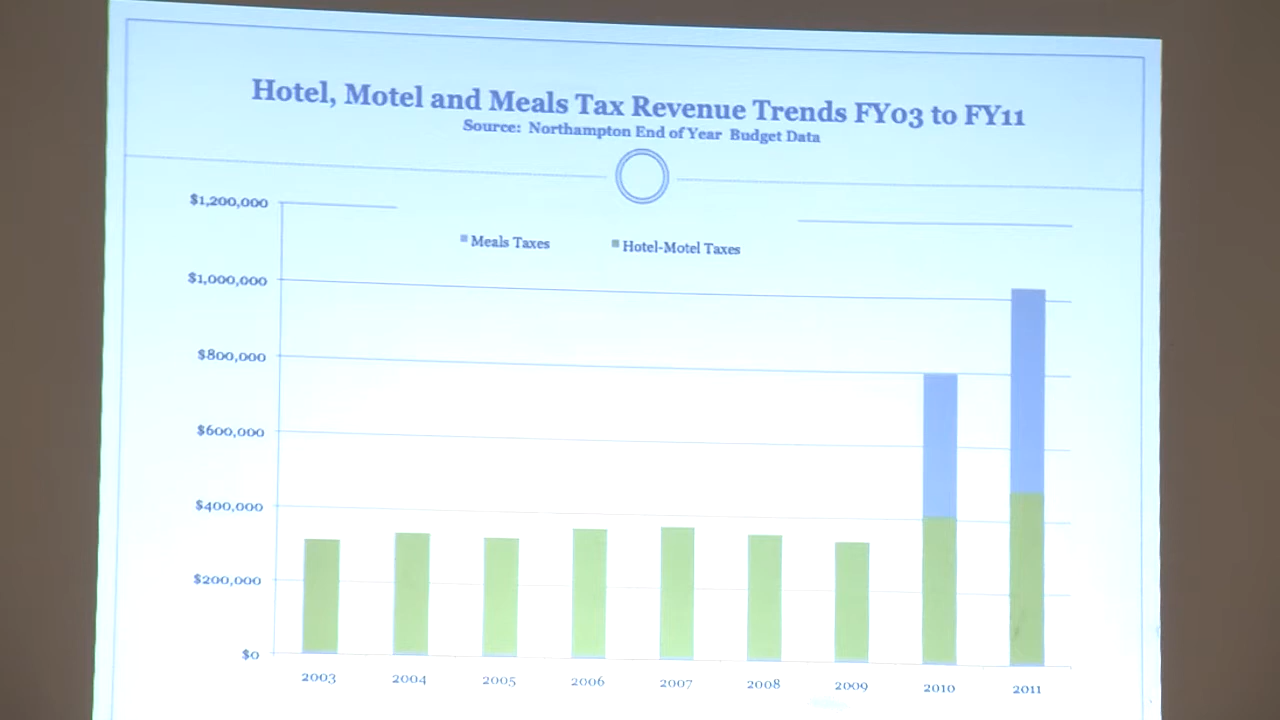 Hotel, Motel and Meals Tax Revenue Trends FY03 to FY11
Source: Northampton End of Year Budget Data
$1,200,000
Meals Taxes
Hotel-Motel Taxes
$1,000,000
$800,000
$600,000
$400,000
$200,000
$0
2003 2004 2005 2006 2007 2008 2009 2010 2011